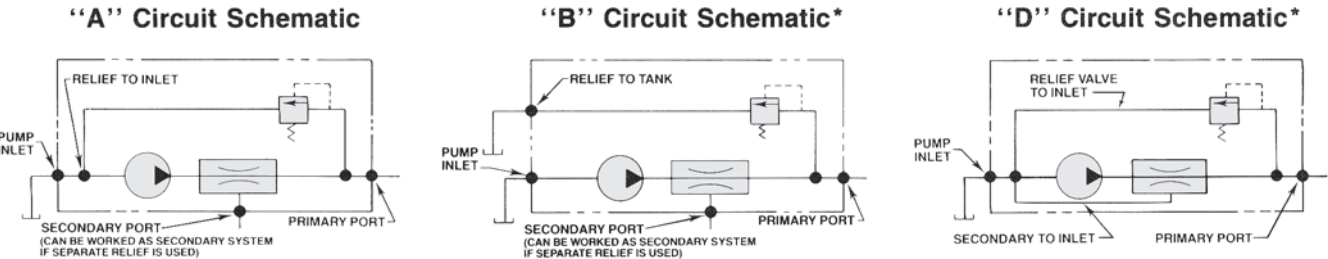 "A" Circuit Schematic
RELIEF TO INLET
PUMP
INLET
SECONDARY PORT
(CAN BE WORKED AS SECONDARY SYSTEM
IF SEPARATE RELIEF IS USED)
PRIMARY PORT
"B" Circuit Schematic*
RELIEF TO TANK
PUMP
INLET
SECONDARY PORT
(CAN BE WORKED AS SECONDARY SYSTEM
IF SEPARATE RELIEF IS USED)
PRIMARY PORT
"D" Circuit Schematic*
RELIEF VALVE
TO INLET
PUMP
INLET
SECONDARY TO INLET
PRIMARY PORT